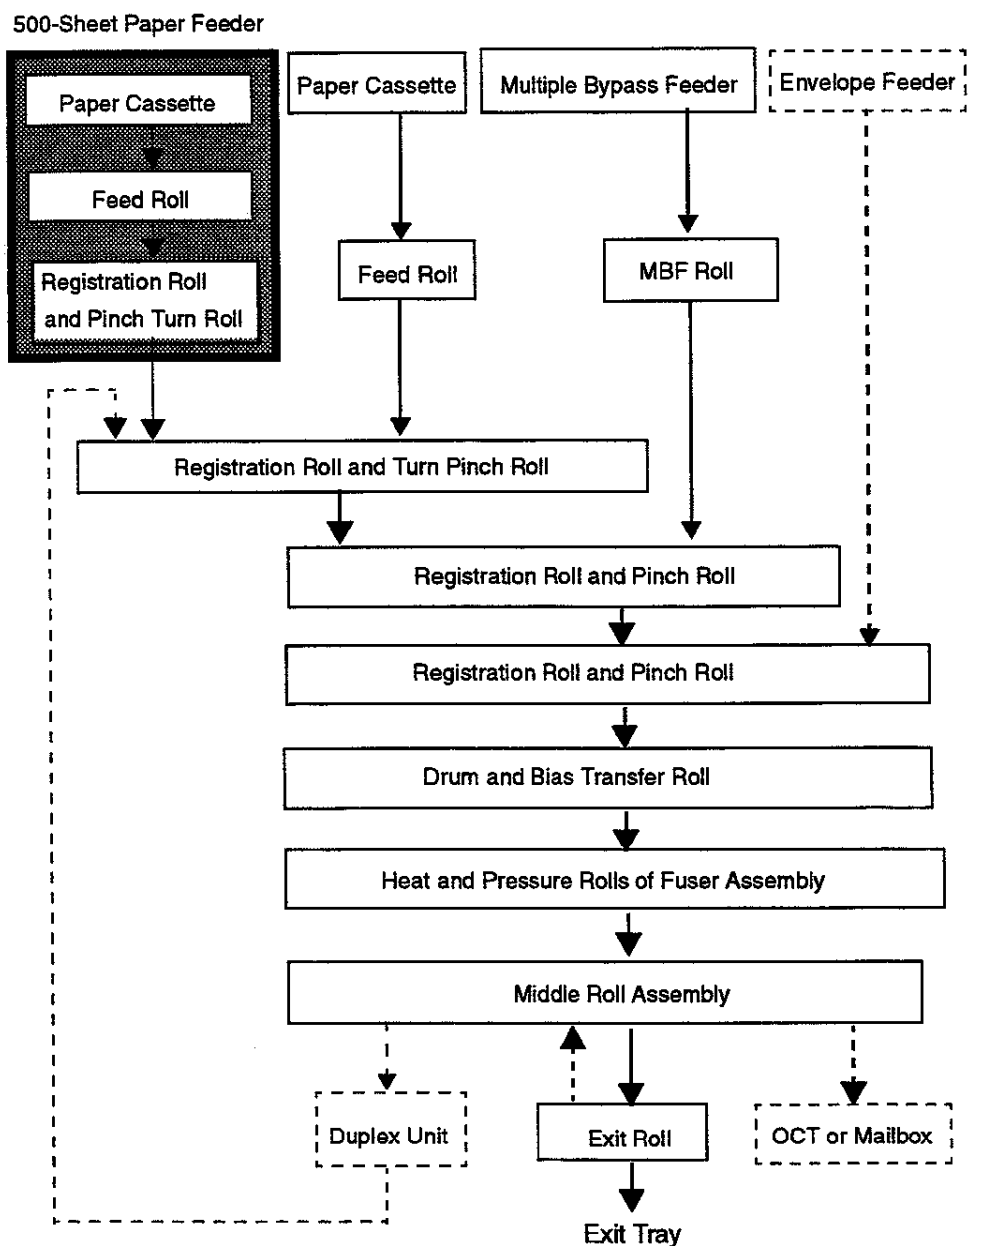 500-Sheet Paper Feeder
Paper Cassette
Feed Roll
Registration Roll
and Pinch Turn Roll
Paper Cassette
Feed Roll
Multiple Bypass Feeder
MBF Roll
Envelope Feeder
Registration Roll and Turn Pinch Roll
Registration Roll and Pinch Roll
Registration Roll and Pinch Roll
Drum and Bias Transfer Roll
Heat and Pressure Rolls of Fuser Assembly
Middle Roll Assembly
Duplex Unit
Exit Roll
OCT or Mailbox
Exit Tray